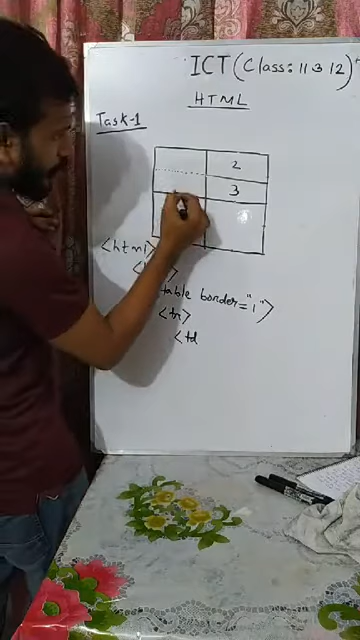 ICT (Class: 11 & 12)
HTML
Task-1
2
3
<html>
table border="1">
<tr>
<td